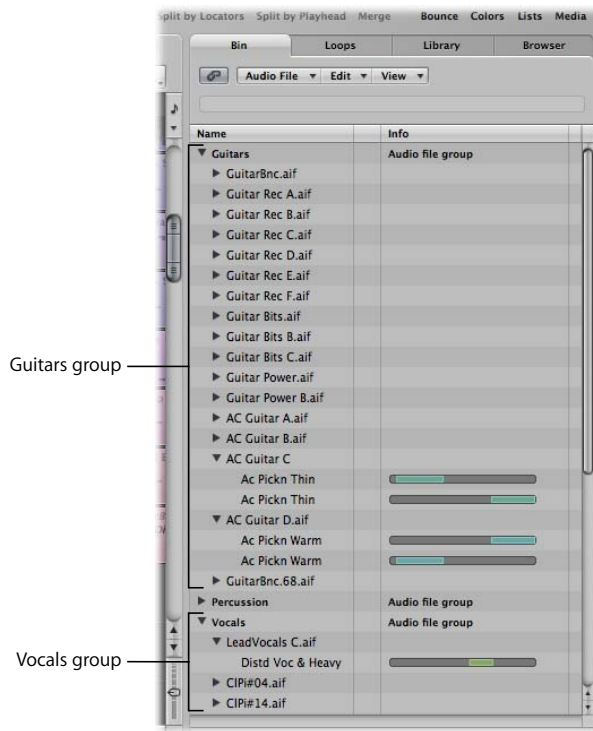 Split by Locators Split by Playhead Merge Bounce Colors Lists Media
Bin Loops Library Browser
Audio File Edit View
Name Info
Guitars Audio file group
GuitarBnc.aif
Guitar Rec A.aif
Guitar Rec B.aif
Guitar Rec C.aif
Guitar Rec D.aif
Guitar Rec E.aif
Guitar Rec F.aif
Guitar Bits.aif
Guitar Bits B.aif
Guitar Bits C.aif
Guitars group
Guitar Power.aif
Guitar Power B.aif
AC Guitar A.aif
AC Guitar B.aif
AC Guitar C
Ac Pickn Thin
Ac Pickn Thin
AC Guitar D.aif
Ac Pickn Warm
Ac Pickn Warm
GuitarBnc.68.aif
Percussion Audio file group
Vocals Audio file group
LeadVocals C.aif
Vocals group
Distd Voc & Heavy
ClPi#04.aif
ClPi#14.aif